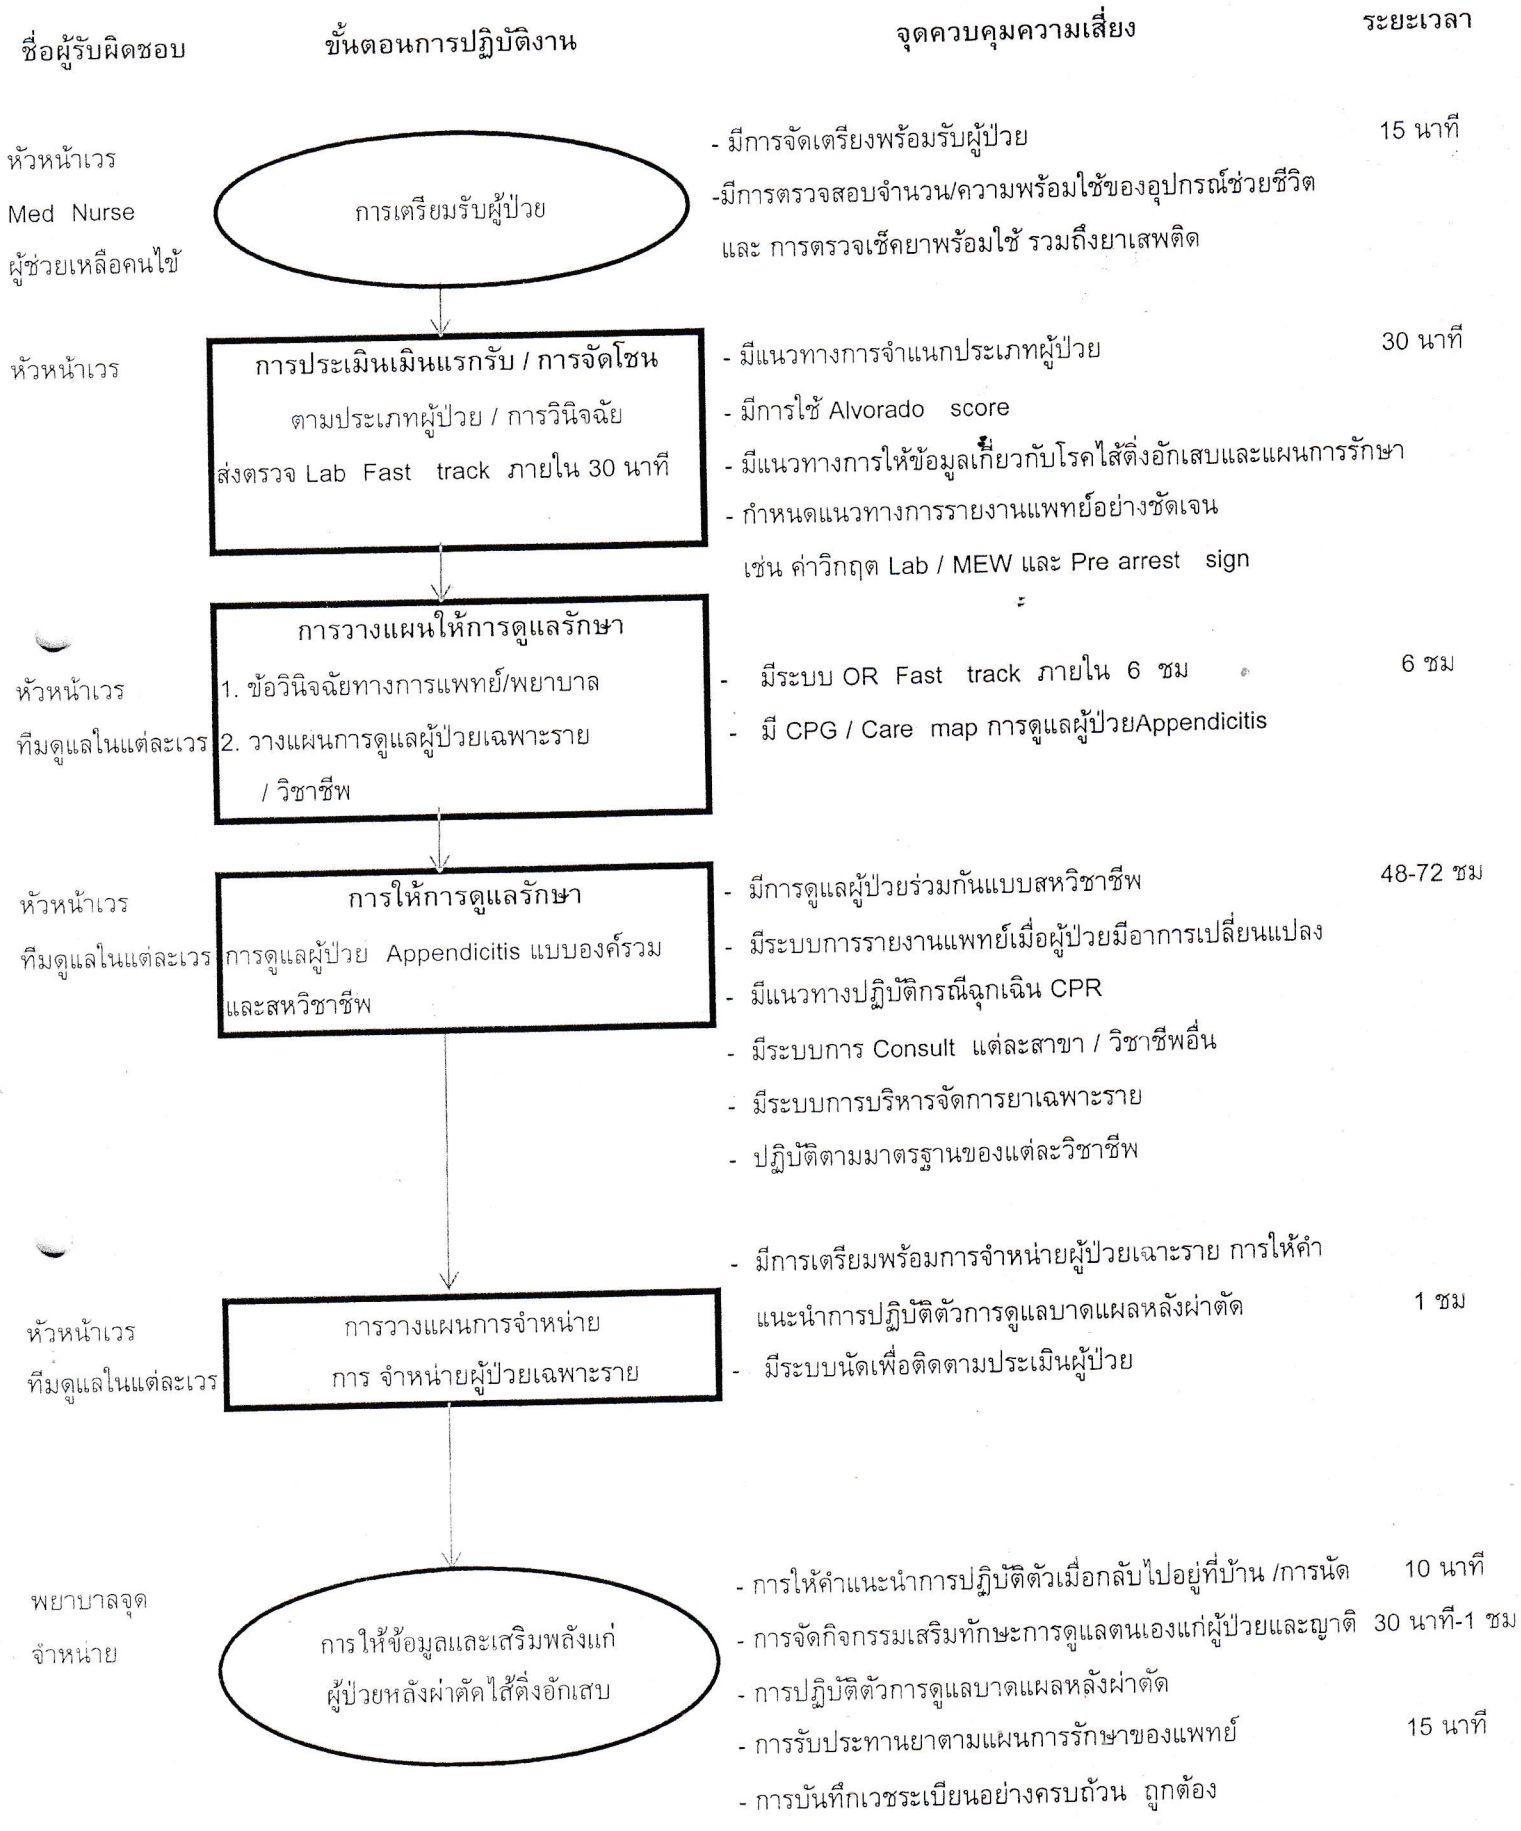 ชื่อผู้รับผิดชอบ ขั้นตอนการปฏิบัติงาน จุดควบคุมความเสี่ยง ระยะเวลา
หัวหน้าเวร
Med Nurse
ผู้ช่วยเหลือคนไข้
การเตรียมรับผู้ป่วย
- มีการจัดเตรียมพร้อมรับผู้ป่วย 15 นาที
-มีการตรวจสอบจำนวน/ความพร้อมใช้ของอุปกรณ์ช่วยชีวิต
และ การตรวจเช็คยาพร้อมใช้ รวมถึงยาเสพติด
หัวหน้าเวร
การประเมินเมินแรกรับ / การจัดโซน
ตามประเภทผู้ป่วย / การวินิจฉัย
ส่งตรวจ Lab Fast track ภายใน 30 นาที
- มีแนวทางการจำแนกประเภทผู้ป่วย 30 นาที
- มีการใช้ Alvorado score
- มีแนวทางการให้ข้อมูลเกี่ยวกับโรคไส้ติ่งอักเสบและแผนการรักษา
- กำหนดแนวทางการรายงานแพทย์อย่างชัดเจน
เช่น ค่าวิกฤต Lab / MEW และ Pre arrest sign
หัวหน้าเวร
ทีมดูแลในแต่ละเวร
การวางแผนให้การดูแลรักษา
1. ข้อวินิจฉัยทางการแพทย์/พยาบาล
2. วางแผ่นการดูแลผู้ป่วยเฉพาะราย
/ วิชาชีพ
- มีระบบ OR Fast track ภายใน 6 ชม 6 ชม
- มี CPG / Care map การดูแลผู้ป่วยAppendicitis
หัวหน้าเวร
ทีมดูแลในแต่ละเวร
การให้การดูแลรักษา
การดูแลผู้ป่วย Appendicitis แบบองค์รวม
และสหวิชาชีพ
- มีการดูแลผู้ป่วยร่วมกันแบบสหวิชาชีพ 48-72 ชม
- มีระบบการรายงานแพทย์เมื่อผู้ป่วยมีอาการเปลี่ยนแปลง
- มีแนวทางปฏิบัติกรณีฉุกเฉิน CPR
- มีระบบการ Consult แต่ละสาขา / วิชาชีพอื่น
- มีระบบการบริหารจัดการยาเฉพาะราย
- ปฏิบัติตามมาตรฐานของแต่ละวิชาชีพ
หัวหน้าเวร
ทีมดูแลในแต่ละเวร
การวางแผนการจำหน่าย
การ จำหน่ายผู้ป่วยเฉพาะราย
- มีการเตรียมพร้อมการจำหน่ายผู้ป่วยเฉาะราย การให้คำ
แนะนำการปฏิบัติตัวการดูแลบาดแผลหลังผ่าตัด 1 ชม
- มีระบบนัดเพื่อติดตามประเมินผู้ป่วย
พยาบาลจุด
จำหน่าย
การให้ข้อมูลและเสริมพลังแก่
ผู้ป่วยหลังผ่าตัดไส้ติ่งอักเสบ
- การให้คำแนะนำการปฏิบัติตัวเมื่อกลับไปอยู่ที่บ้าน /การนัด 10 นาที
- การจัดกิจกรรมเสริมทักษะการดูแลตนเองแก่ผู้ป่วยและญาติ 30 นาที-1 ชม
- การปฏิบัติตัวการดูแลบาดแผลหลังผ่าตัด
- การรับประทานยาตามแผนการรักษาของแพทย์ 15 นาที
- การบันทึกเวชระเบียนอย่างครบถ้วน ถูกต้อง